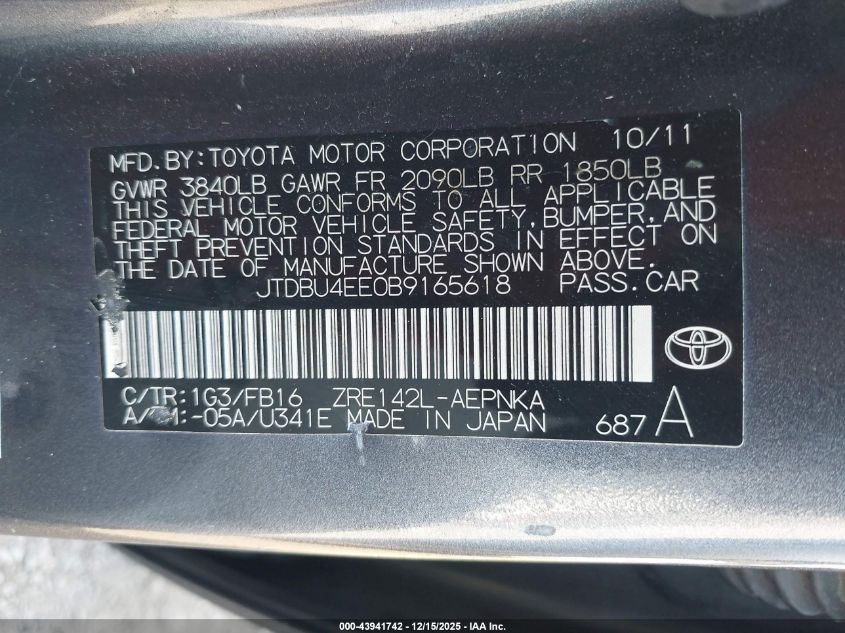 MFD. BY: TOYOTA MOTOR CORPORATION 10/11
GVWR 3840LB GAWR FR 2090LB RR 1850LB
THIS VEHICLE CONFORMS TO ALL APPLICABLE
FEDERAL MOTOR VEHICLE SAFETY, BUMPER, AND
THEFT PREVENTION STANDARDS IN EFFECT ON
THE DATE OF MANUFACTURE SHOWN ABOVE.
JTDBU4EE0B9165618 PASS. CAR
C/TR: 1G3/FB16 ZRE142L-AEPNKA
-05A/U341E MADE IN JAPAN 687 A
000-43941742 - 12/15/2025 - IAA Inc.